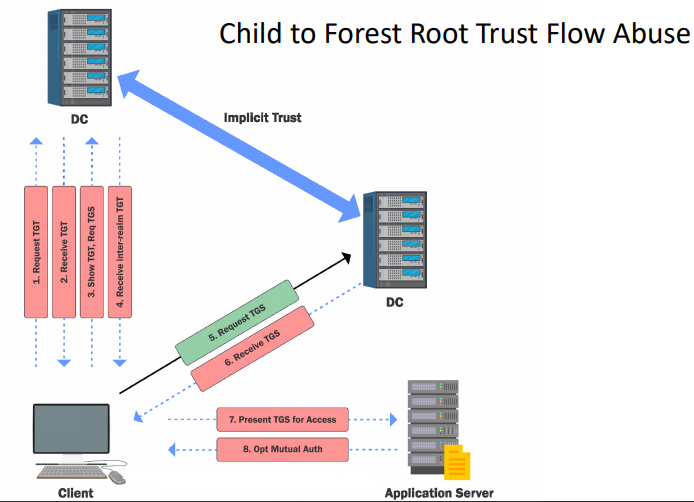 Child to Forest Root Trust Flow Abuse
DC
Implicit Trust
1. Request TGT
2. Receive TGT
3. Show TGT, Req TGS
4. Receive inter-realm TGT
DC
5. Request TGS
6. Receive TGS
7. Present TGS for Access
8. Opt Mutual Auth
Client
Application Server